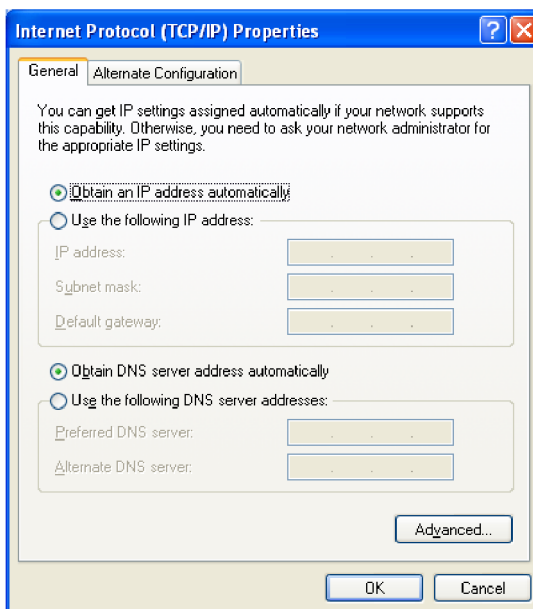 Internet Protocol (TCP/IP) Properties
General
Alternate Configuration
You can get IP settings assigned automatically if your network supports
this capability. Otherwise, you need to ask your network administrator for
the appropriate IP settings.
Obtain an IP address automatically
Use the following IP address:
IP address:
Subnet mask:
Default gateway:
Obtain DNS server address automatically
Use the following DNS server addresses:
Preferred DNS server:
Alternate DNS server:
Advanced...
OK
Cancel